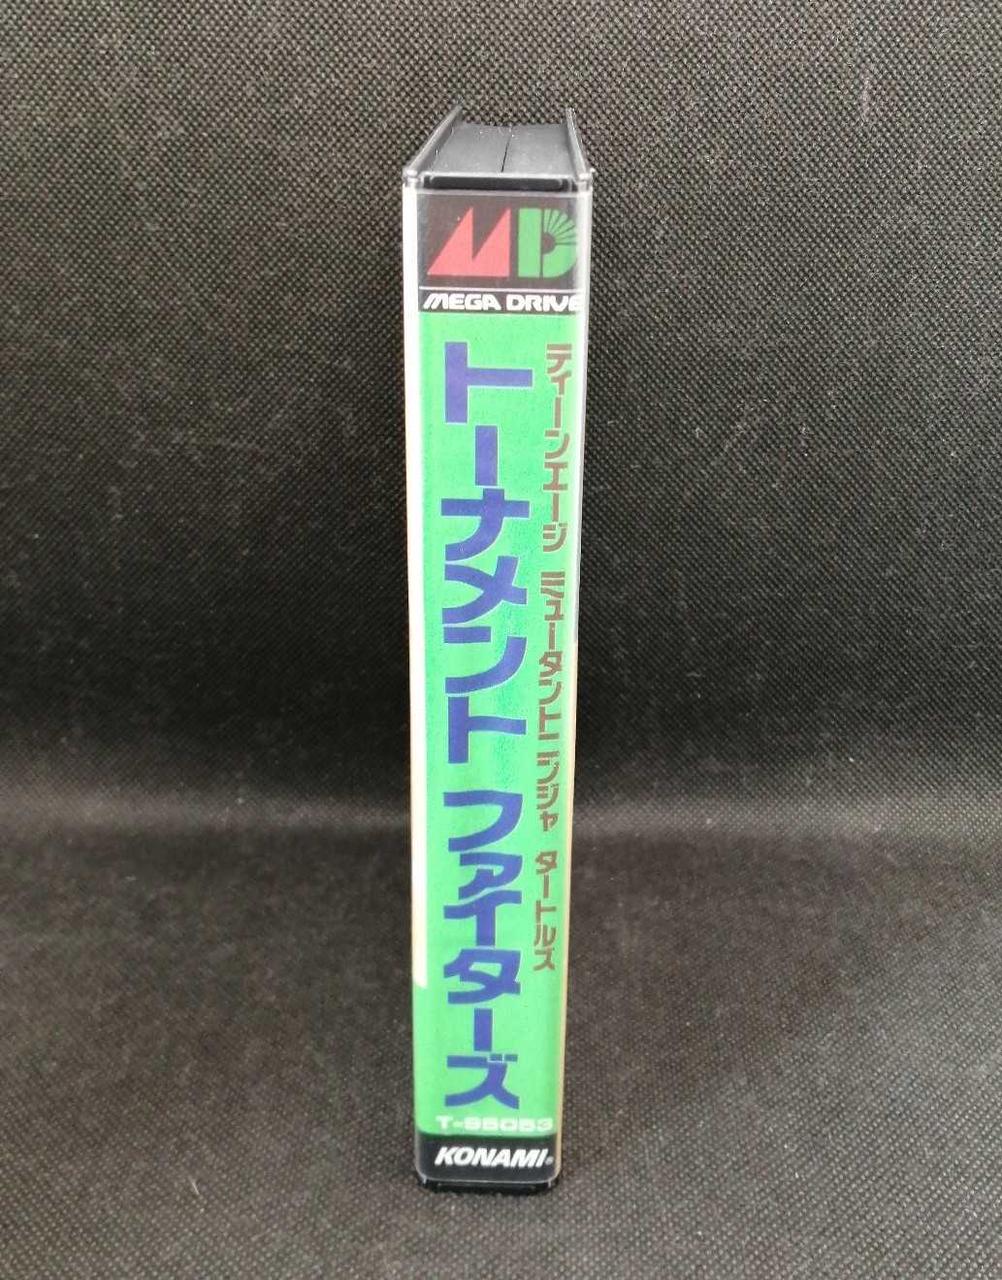 MD
MEGA DRIVE
ティーンエージ ミュータント ニンジャ タートルズ
トーナメント ファイターズ
T-95053
KONAMI®